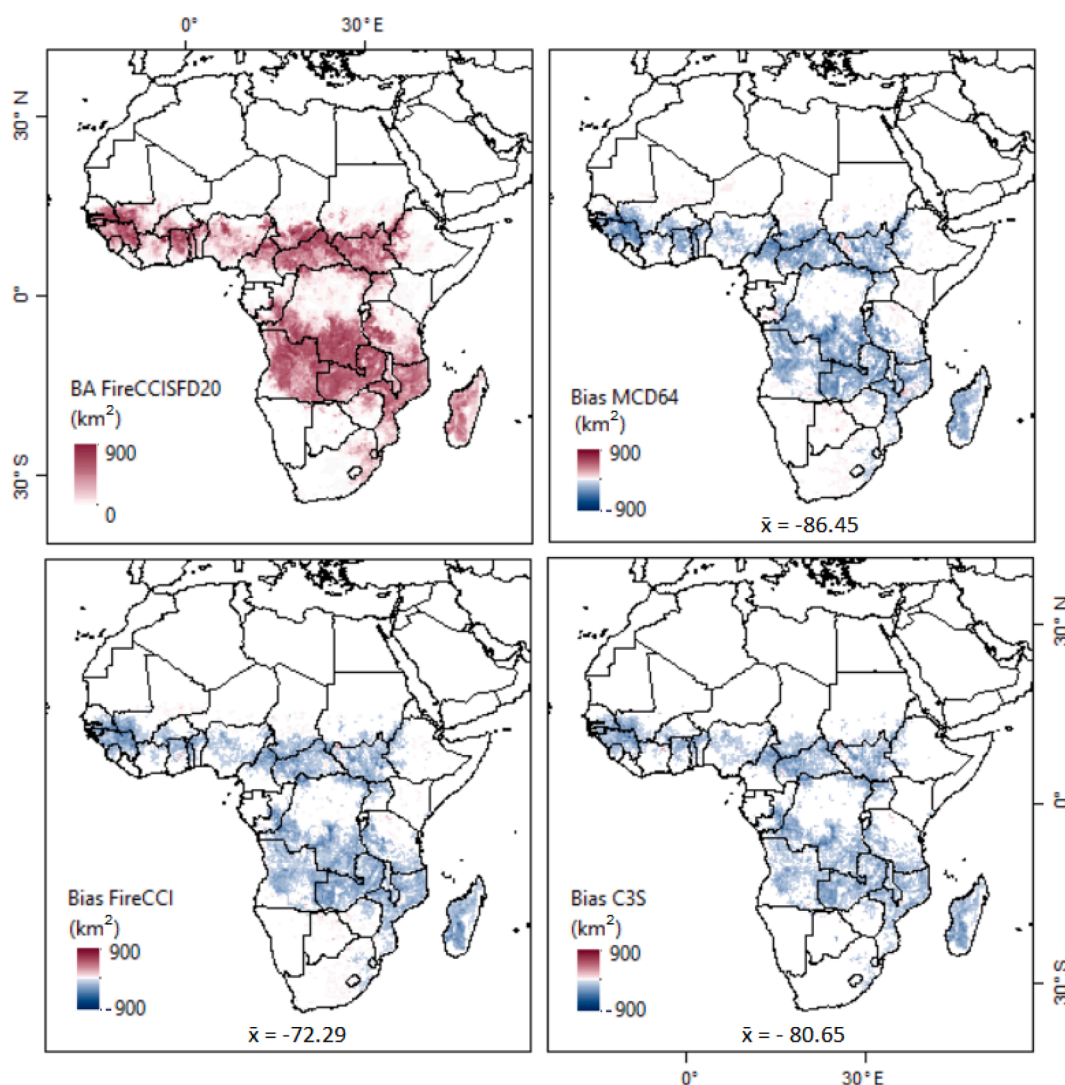 0°
30° E
30° N
0°
30° S
BA FireCCISFD20
(km²)
900
0
Bias MCD64
(km²)
900
-900
x̄ = -86.45
Bias FireCCI
(km²)
900
-900
x̄ = -72.29
Bias C3S
(km²)
900
-900
x̄ = - 80.65
30° N
0°
30° S
0°
30° E